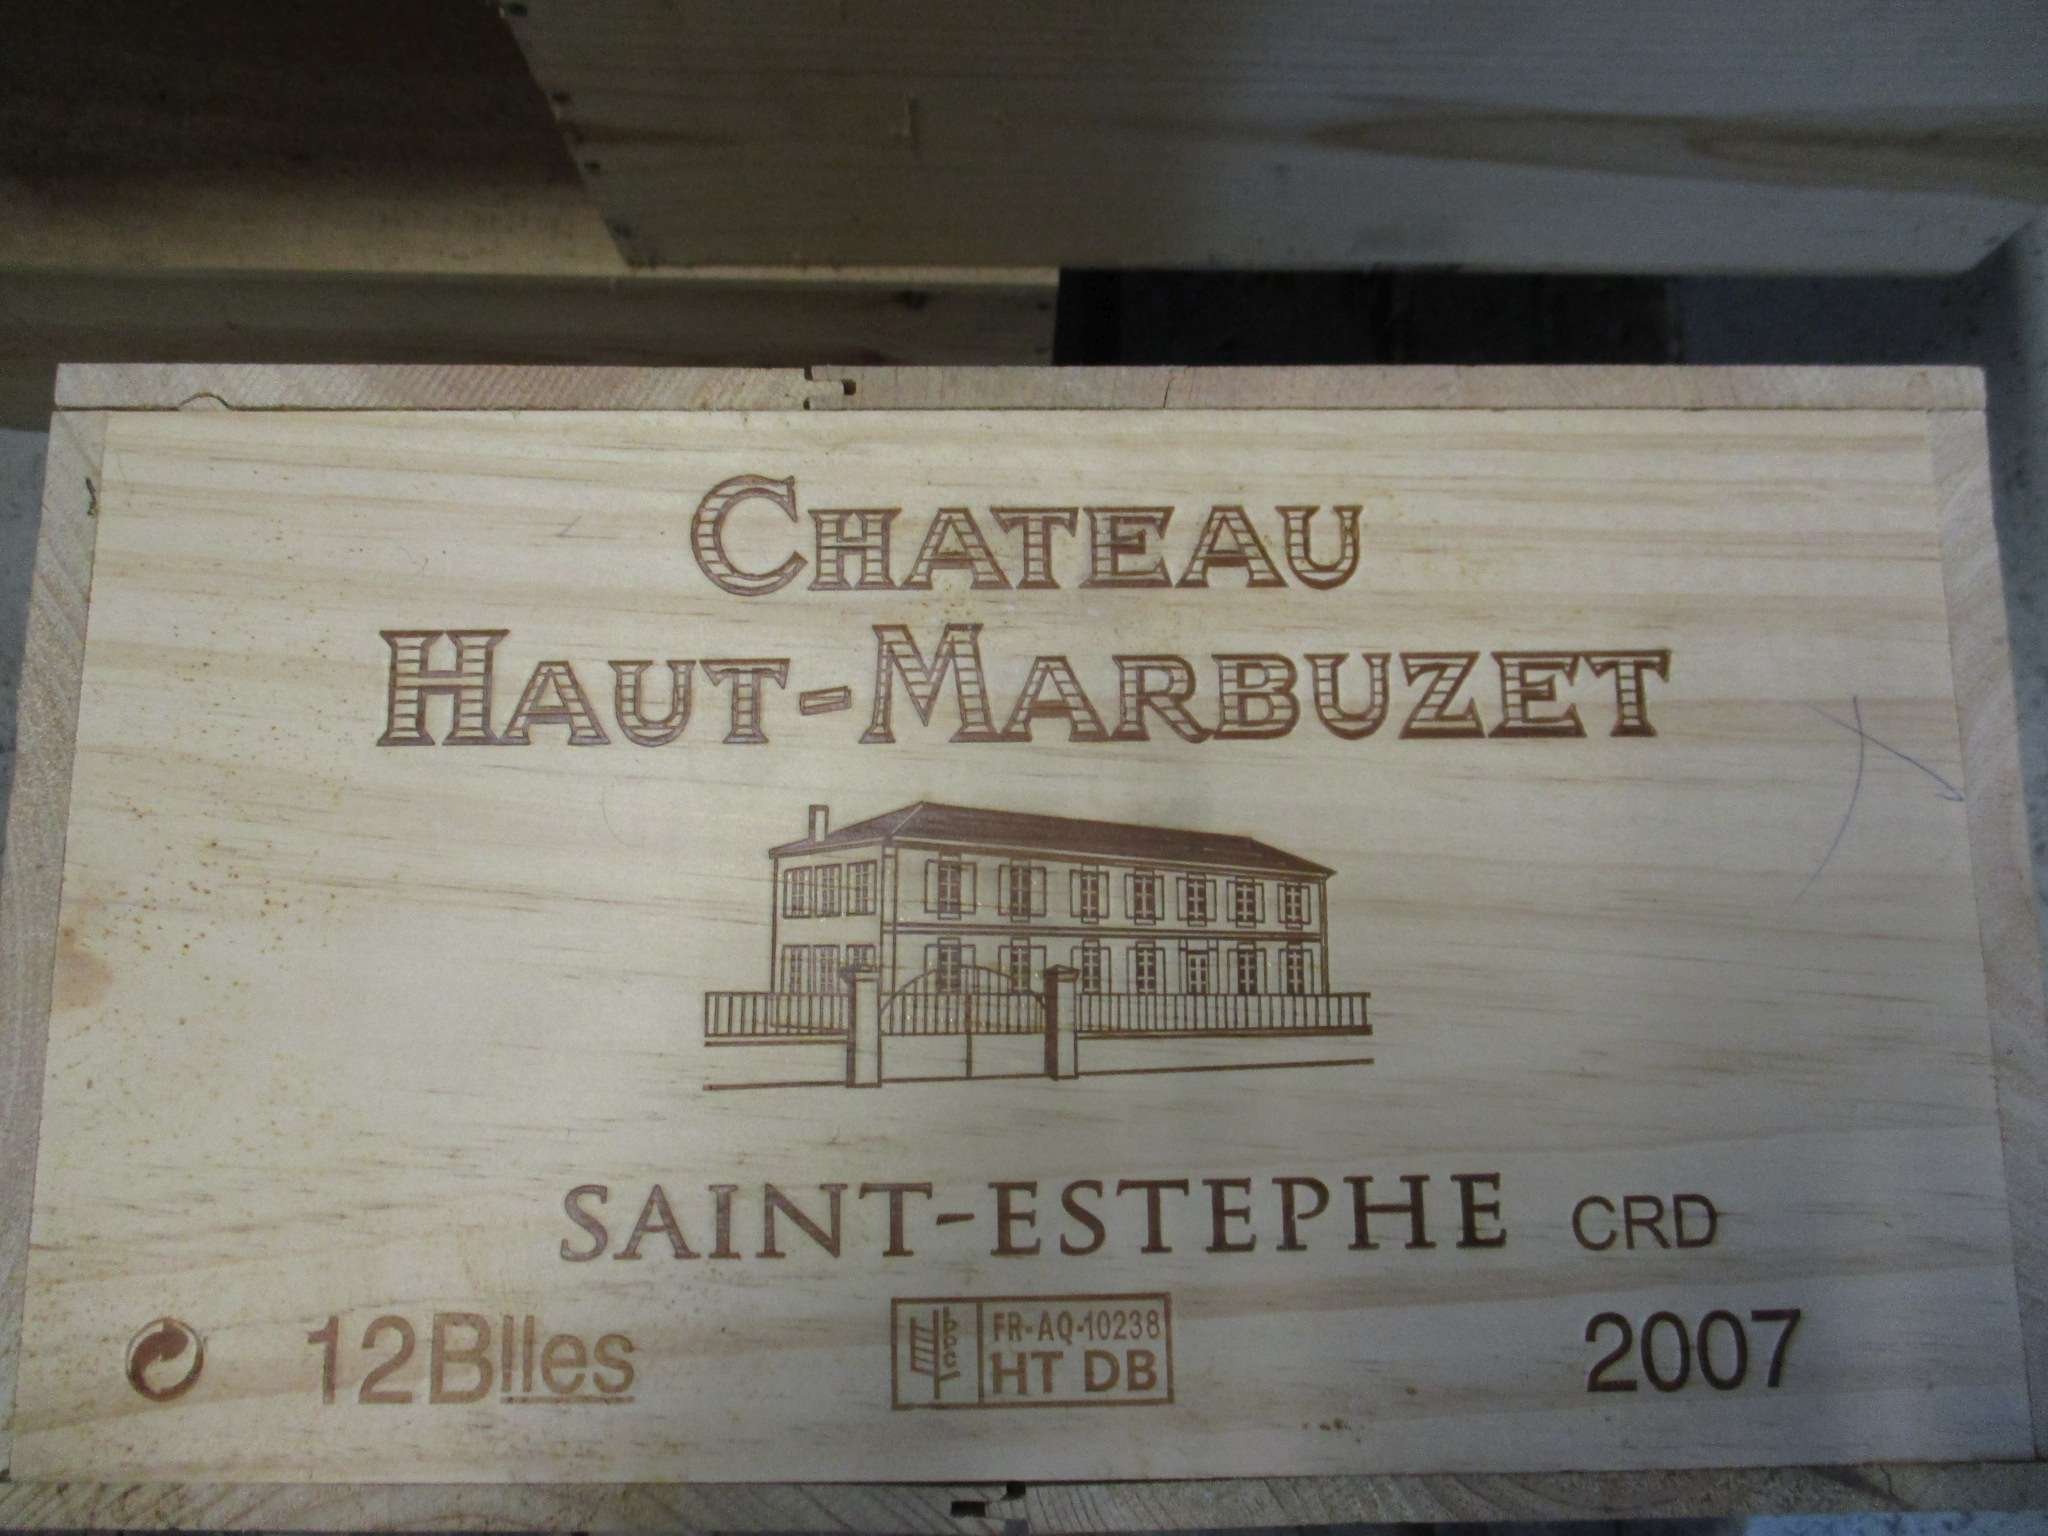 CHATEAU
HAUT-MARBUZET
SAINT-ESTEPHE CRD
12Blles
FR-AQ-10238
HT DB
2007